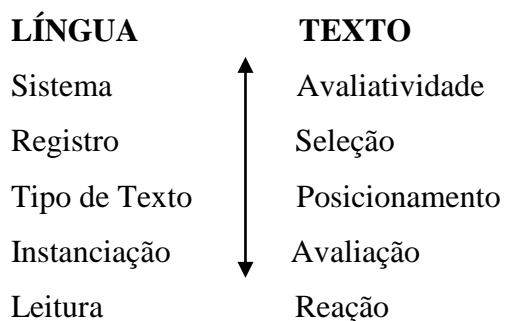 LÍNGUA TEXTO
Sistema Avaliatividade
Registro Seleção
Tipo de Texto Posicionamento
Instanciação Avaliação
Leitura Reação